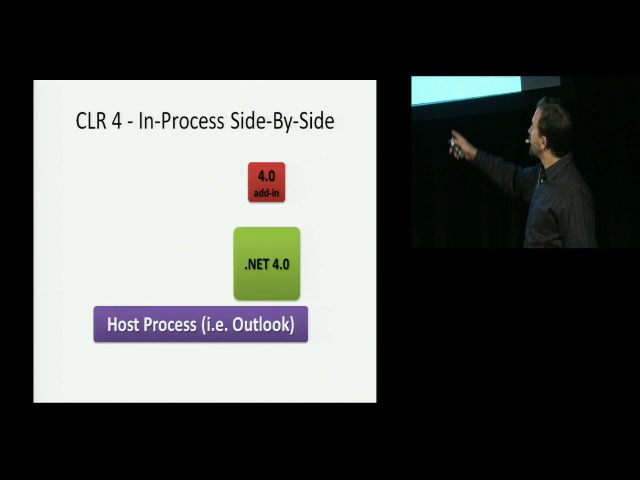 CLR 4 - In-Process Side-By-Side
4.0
add-in
.NET 4.0
Host Process (i.e. Outlook)